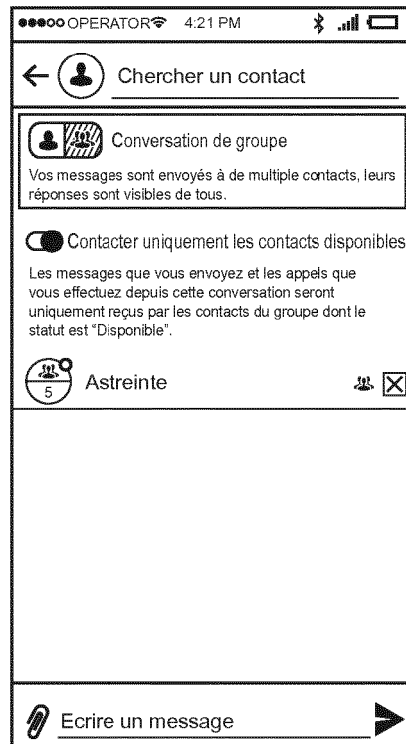 OPERATOR 4:21 PM
Chercher un contact
Conversation de groupe
Vos messages sont envoyés à de multiple contacts, leurs
réponses sont visibles de tous.
Contacter uniquement les contacts disponibles
Les messages que vous envoyez et les appels que
vous effectuez depuis cette conversation seront
uniquement reçus par les contacts du groupe dont le
statut est "Disponible".
5 Astreinte
Ecrire un message